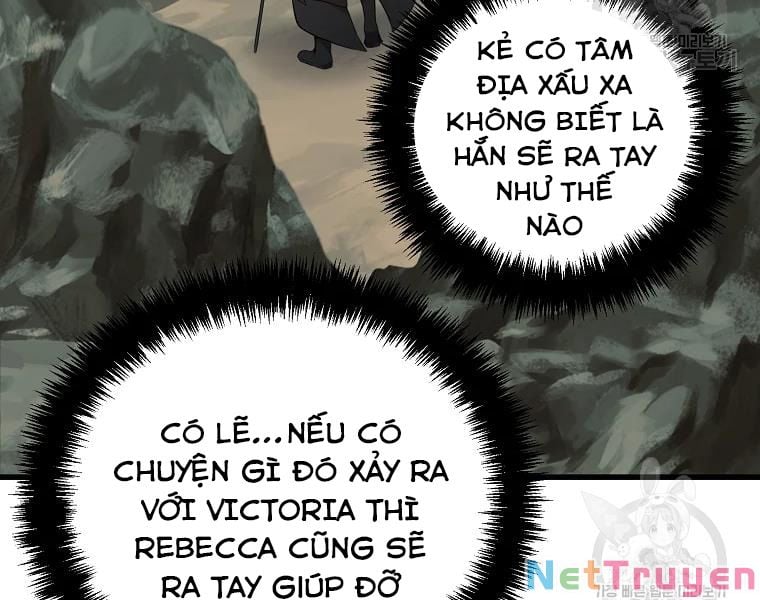 KẺ CÓ TÂM
ĐỊA XẤU XA
KHÔNG BIẾT LÀ
HẮN SẼ RA TAY
NHƯ THẾ
NÀO
CÓ LẼ...NẾU CÓ
CHUYỆN GÌ ĐÓ XẢY RA
VỚI VICTORIA THÌ
REBECCA CŨNG SẼ
RA TAY GIÚP ĐỠ
NetTruyen